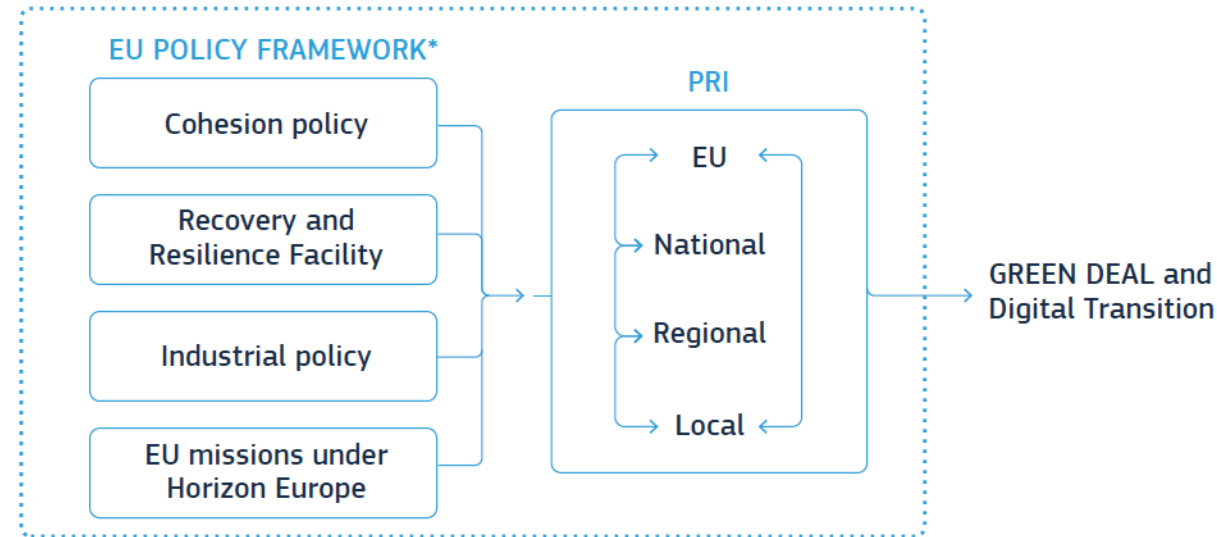 EU POLICY FRAMEWORK*
Cohesion policy
Recovery and
Resilience Facility
Industrial policy
EU missions under
Horizon Europe
PRI
EU
National
Regional
Local
GREEN DEAL and
Digital Transition